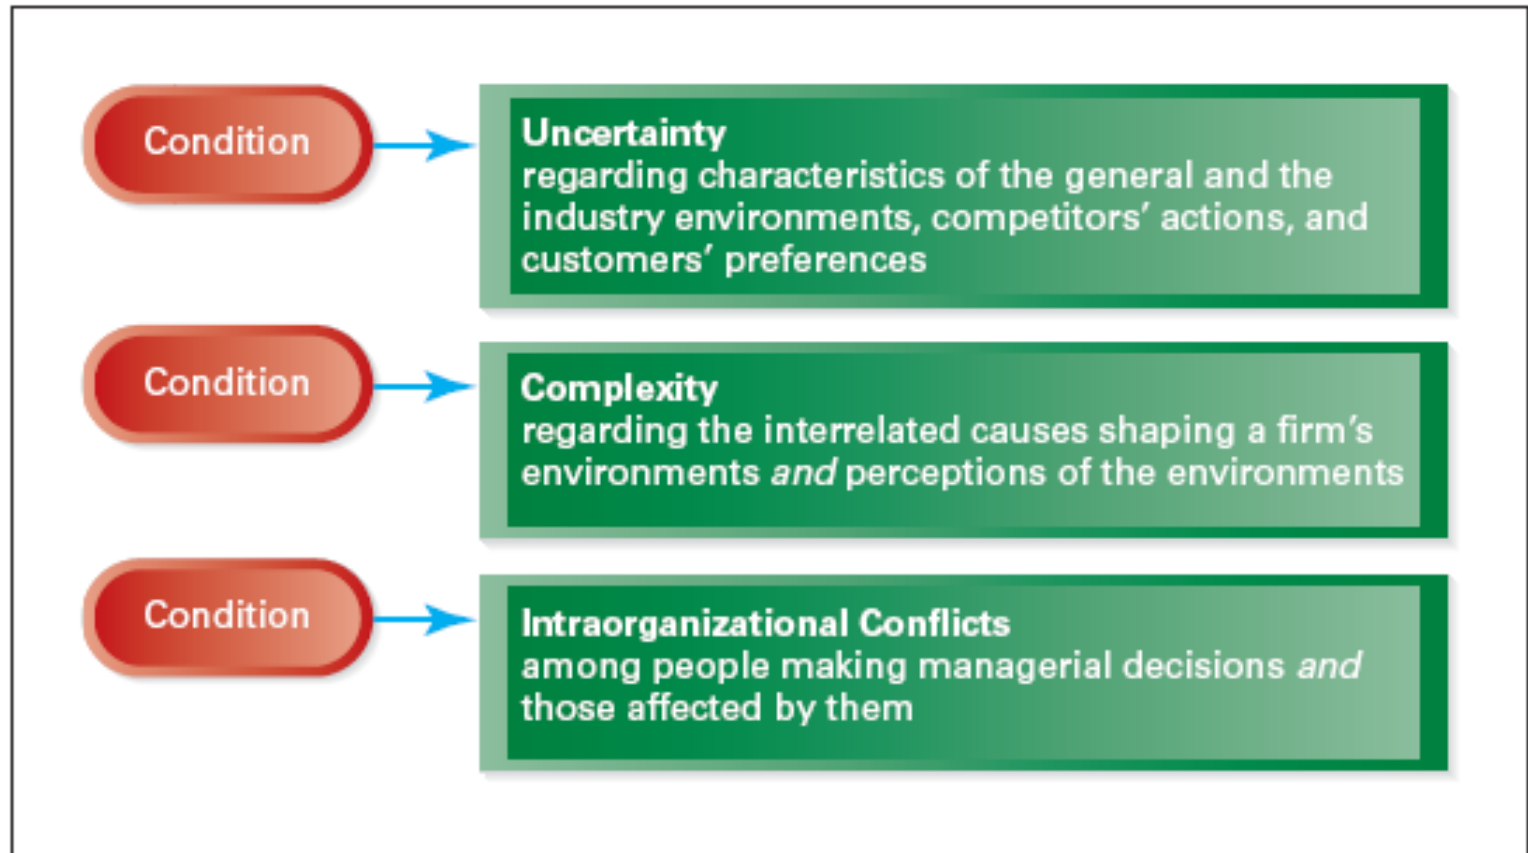 Condition
Uncertainty
regarding characteristics of the general and the
industry environments, competitors’ actions, and
customers’ preferences
Condition
Complexity
regarding the interrelated causes shaping a firm’s
environments and perceptions of the environments
Condition
Intraorganizational Conflicts
among people making managerial decisions and
those affected by them